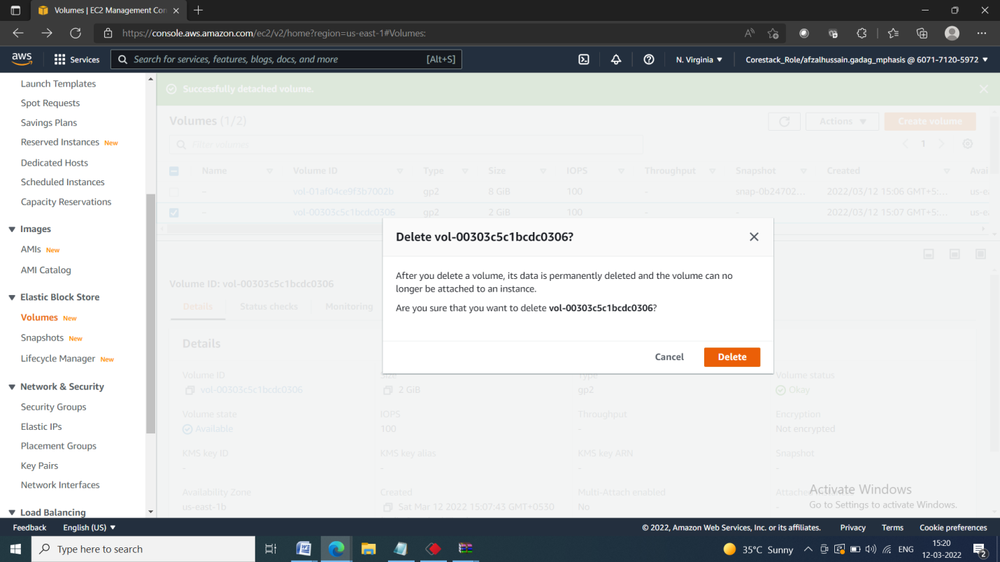 Volumes | EC2 Management Con
https://console.aws.amazon.com/ec2/v2/home?region=us-east-1#Volumes:
aws
Services
Search for services, features, blogs, docs, and more
[Alt+S]
N. Virginia
Corestack_Role/afzalhussain.gadag_mphasis @ 6071-7120-5972
Launch Templates
Spot Requests
Savings Plans
Reserved Instances New
Dedicated Hosts
Scheduled Instances
Capacity Reservations
Images
AMIs New
AMI Catalog
Elastic Block Store
Volumes New
Snapshots New
Lifecycle Manager New
Network & Security
Security Groups
Elastic IPs
Placement Groups
Key Pairs
Network Interfaces
Load Balancing
Successfully detached volume.
Volumes (1/2)
Actions
Create volume
Filter volumes
1
Name Volume ID Type Size IOPS Throughput Snapshot Created Avai
- vol-01af04ce9f3b7002b gp2 8 GiB 100 - snap-0b24702... 2022/03/12 15:06 GMT+5:... us-ea
- vol-00303c5c1bcdc0306 gp2 2 GiB 100 - - 2022/03/12 15:07 GMT+5:... us-ea
Delete vol-00303c5c1bcdc0306?
After you delete a volume, its data is permanently deleted and the volume can no
longer be attached to an instance.
Are you sure that you want to delete vol-00303c5c1bcdc0306?
Cancel
Delete
Volume ID: vol-00303c5c1bcdc0306
Details Status checks Monitoring
Details
Volume ID Size Type Volume status
vol-00303c5c1bcdc0306 2 GiB gp2 Okay
Volume state IOPS Throughput Encryption
Available 100 - Not encrypted
KMS key ID KMS key alias KMS key ARN Snapshot
- - - -
Availability Zone Created Multi-Attach enabled Attached
us-east-1b Sat Mar 12 2022 15:07:43 GMT+0530 No -
Activate Windows
Go to Settings to activate Windows.
Feedback
English (US)
© 2022, Amazon Web Services, Inc. or its affiliates.
Privacy
Terms
Cookie preferences
Type here to search
35°C Sunny
ENG
15:20
12-03-2022
2